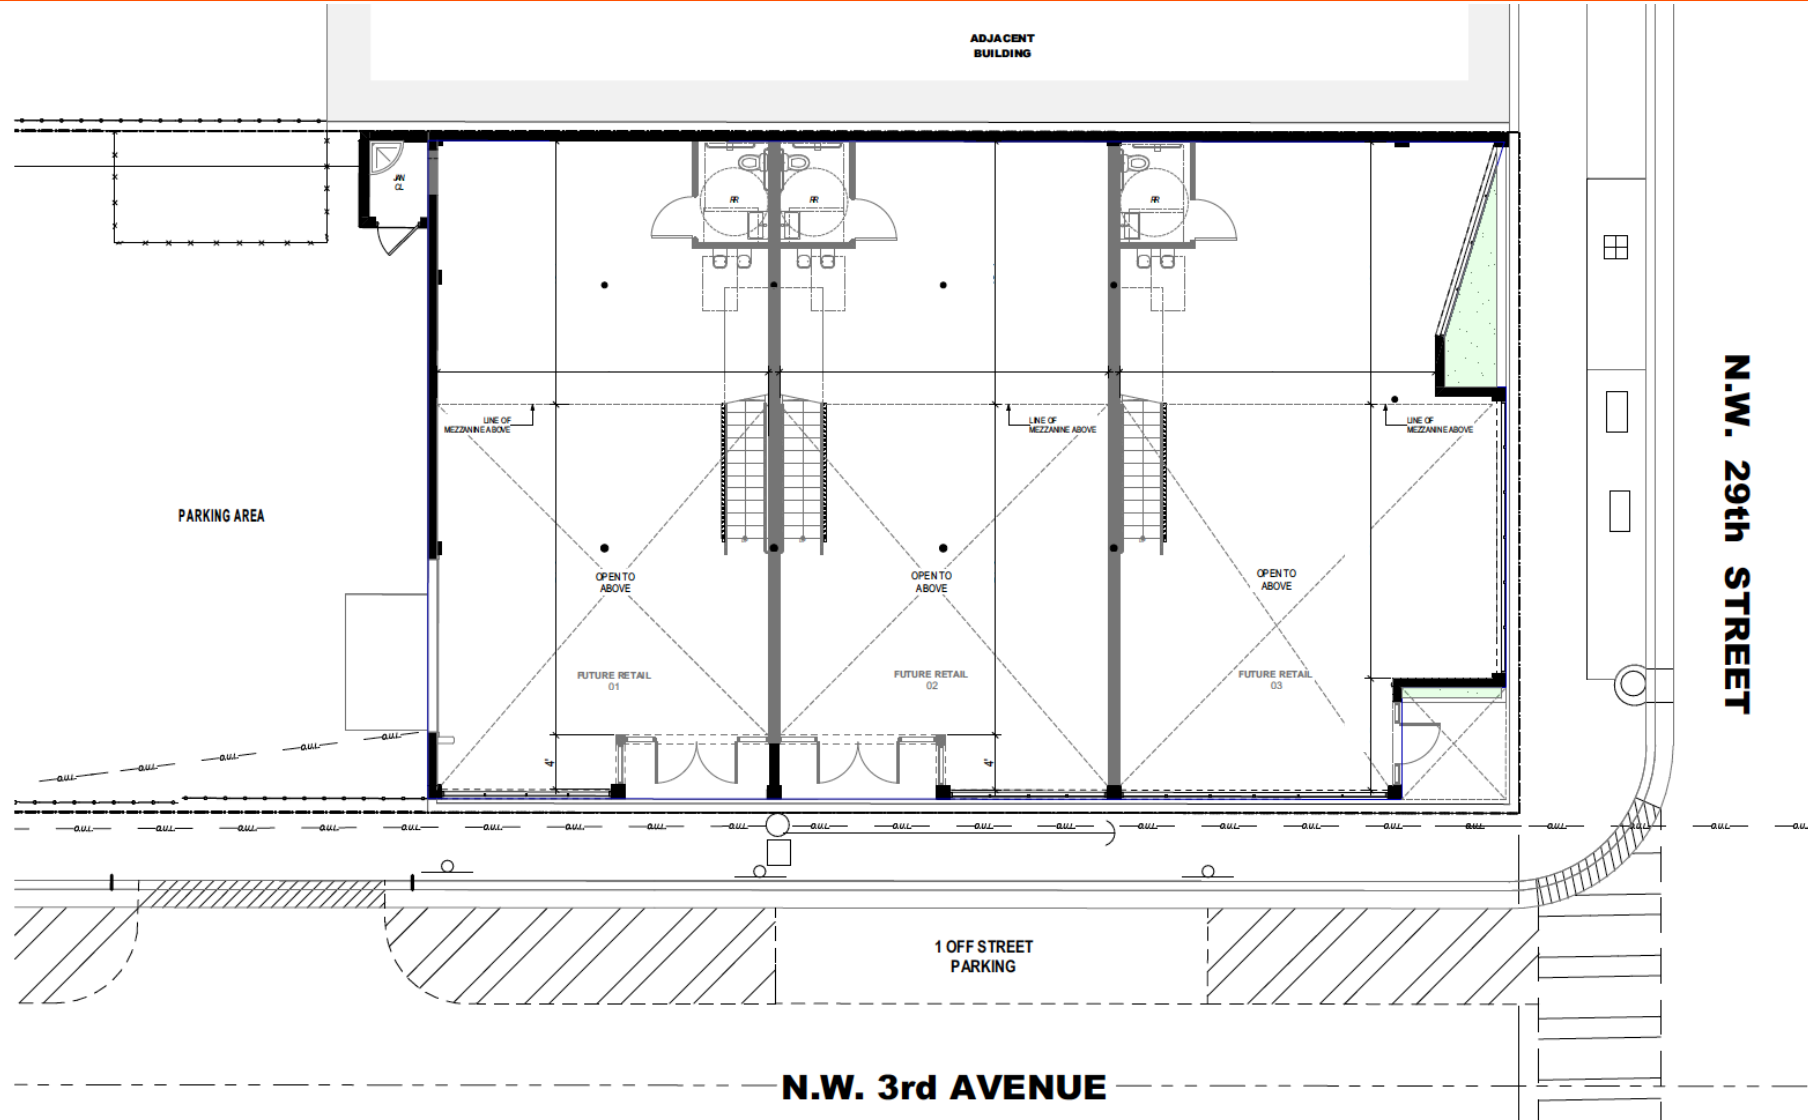 ADJACENT
BUILDING
JAN
CL
RR
RR
RR
LINE OF
MEZZANINE ABOVE
LINE OF
MEZZANINE ABOVE
LINE OF
MEZZANINE ABOVE
PARKING AREA
N.W. 29th STREET
OPEN TO
ABOVE
OPEN TO
ABOVE
OPEN TO
ABOVE
FUTURE RETAIL
01
FUTURE RETAIL
02
FUTURE RETAIL
03
4'
4'
1 OFF STREET
PARKING
N.W. 3rd AVENUE